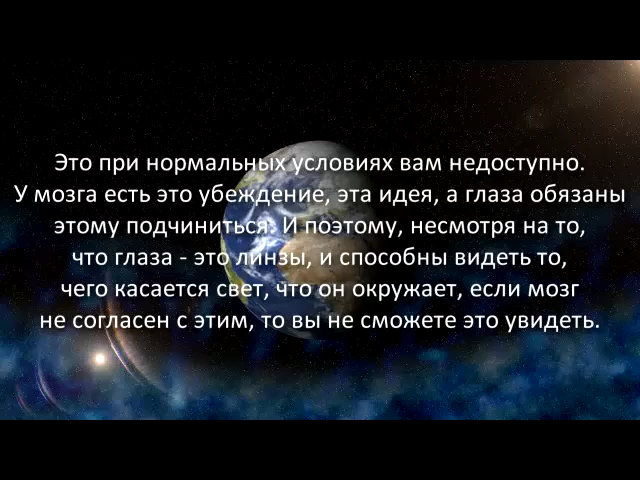 Это при нормальных условиях вам недоступно.
У мозга есть это убеждение, эта идея, а глаза обязаны
этому подчиниться. И поэтому, несмотря на то,
что глаза - это линзы, и способны видеть то,
чего касается свет, что он окружает, если мозг
не согласен с этим, то вы не сможете это увидеть.